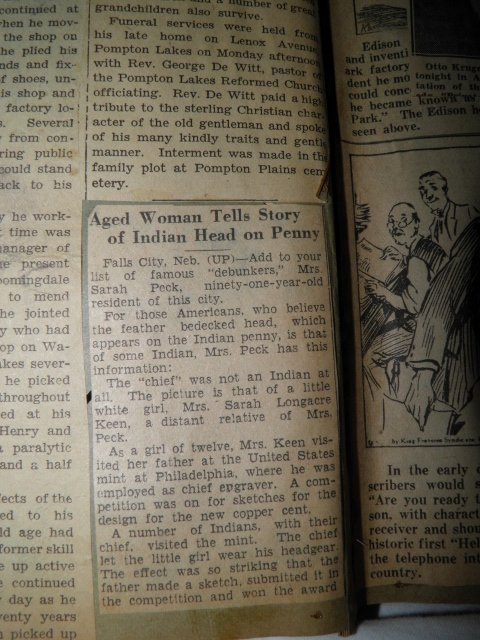 continued at
when he mov-
the shop on
he plied his
nds and fix-
of shoes, un-
is shop and
factory lo-
s. Several
y from con-
ring public
could stand
ack to his
y he work-
t time was
manager of
e present
oomingdale
to mend
he jointed
y who had
op on Wa-
akes sever-
he picked
throughout
ed at his
Henry and
a paralytic
and a half
fects of the
ed to his
ld age had
former skill
e up active
e continued
day as he
venty years
n picked up
and a number of great
grandchildren also survive.
Funeral services were held from
his late home on Lenox Avenue
Pompton Lakes on Monday afternoon
with Rev. George De Witt, pastor of
the Pompton Lakes Reformed Church
officiating. Rev. De Witt paid a high
tribute to the sterling Christian char-
acter of the old gentleman and spoke
of his many kindly traits and gentle
manner. Interment was made in the
family plot at Pompton Plains cem
etery.
Aged Woman Tells Story
of Indian Head on Penny
Falls City, Neb. (UP)—Add to your
list of famous "debunkers," Mrs.
Sarah Peck, ninety-one-year-old
resident of this city.
For those Americans, who believe
the feather bedecked head, which
appears on the Indian penny, is that
of some Indian, Mrs. Peck has this
information:
The "chief" was not an Indian at
all. The picture is that of a little
white girl, Mrs. Sarah Longacre
Keen, a distant relative of Mrs.
Peck.
As a girl of twelve, Mrs. Keen vis-
ited her father at the United States
mint at Philadelphia, where he was
employed as chief engraver. A com-
petition was on for sketches for the
design for the new copper cent.
A number of Indians, with their
chief, visited the mint. The chief
let the little girl wear his headgear.
The effect was so striking that the
father made a sketch, submitted it in
the competition and won the award
Edison
and inventi
ark factory
dent he mo
could conc
he became known as
Park." The Edison h
seen above.
Otto Kruge
tonight in A
tation of th
by King Features Syndicate
In the early
scribers would s
"Are you ready t
son, with charact
receiver and shou
historic first "Hel
the telephone int
country.